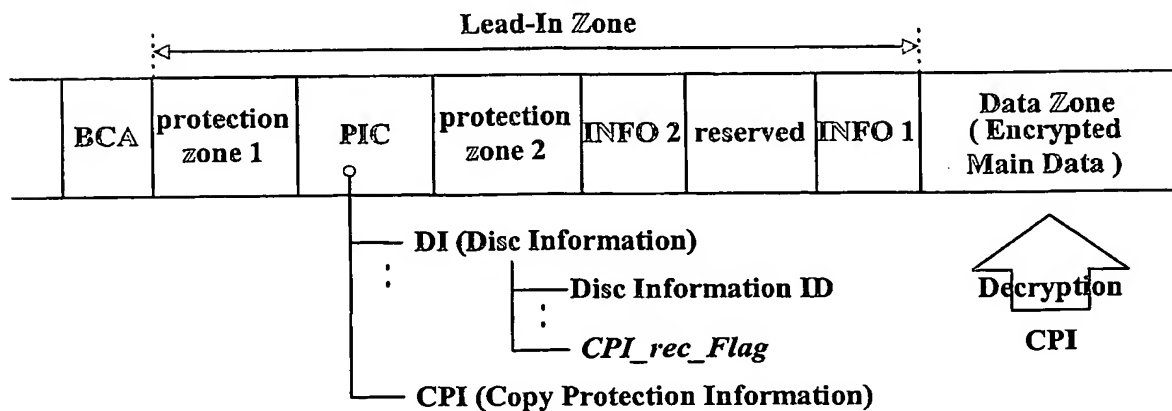 Lead-In Zone
BCA
protection
zone 1
PIC
protection
zone 2
INFO 2
reserved
INFO 1
Data Zone
( Encrypted
Main Data )
DI (Disc Information)
Disc Information ID
CPI_rec_Flag
CPI (Copy Protection Information)
Decryption
CPI